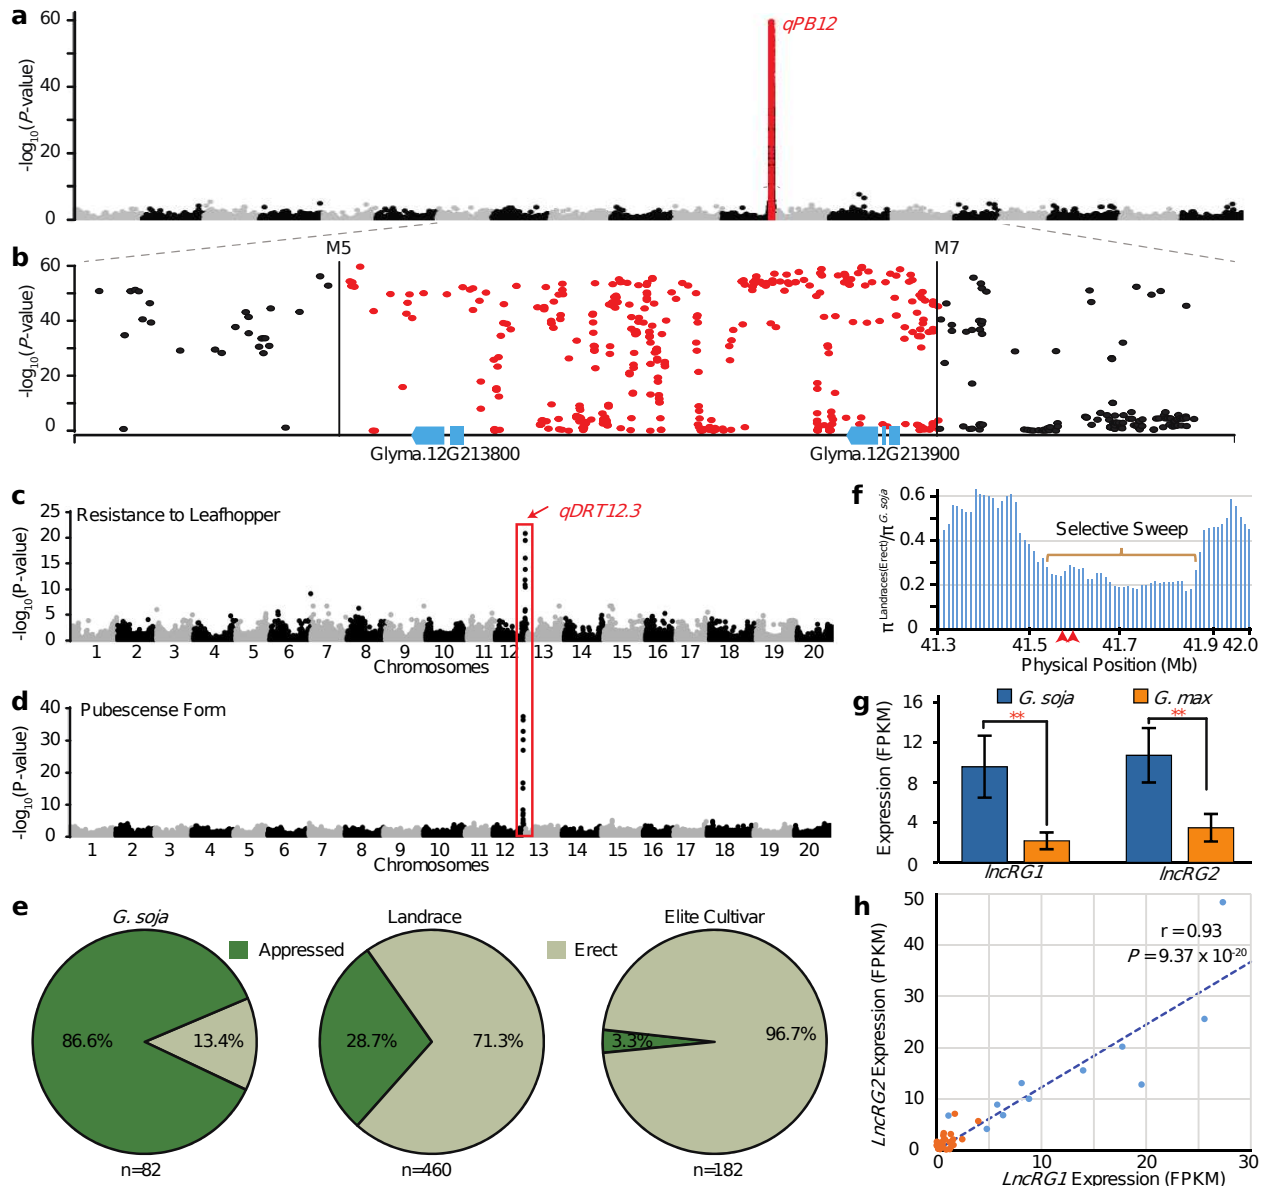 a
60
40
20
0
-log10(P-value)
qPB12
b
M5
M7
60
40
20
0
-log10(P-value)
Glyma.12G213800
Glyma.12G213900
c
25
20
15
10
5
0
-log10(P-value)
Resistance to Leafhopper
qDRT12.3
1 2 3 4 5 6 7 8 9 10 11 12 13 14 15 16 17 18 19 20
Chromosomes
d
40
30
20
10
0
-log10(P-value)
Pubescense Form
1 2 3 4 5 6 7 8 9 10 11 12 13 14 15 16 17 18 19 20
Chromosomes
e
G. soja
Landrace
Elite Cultivar
Appressed
Erect
86.6%
13.4%
28.7%
71.3%
3.3%
96.7%
n=82
n=460
n=182
f
0.6
0.4
0.2
0
πLandraces(Erect)/πG. soja
Selective Sweep
41.3 41.5 41.7 41.9 42.0
Physical Position (Mb)
g
G. soja
G. max
16
12
8
4
0
Expression (FPKM)
**
**
lncRG1
lncRG2
h
50
40
30
20
10
0
LncRG2 Expression (FPKM)
r = 0.93
P = 9.37 x 10-20
0 10 20 30
LncRG1 Expression (FPKM)